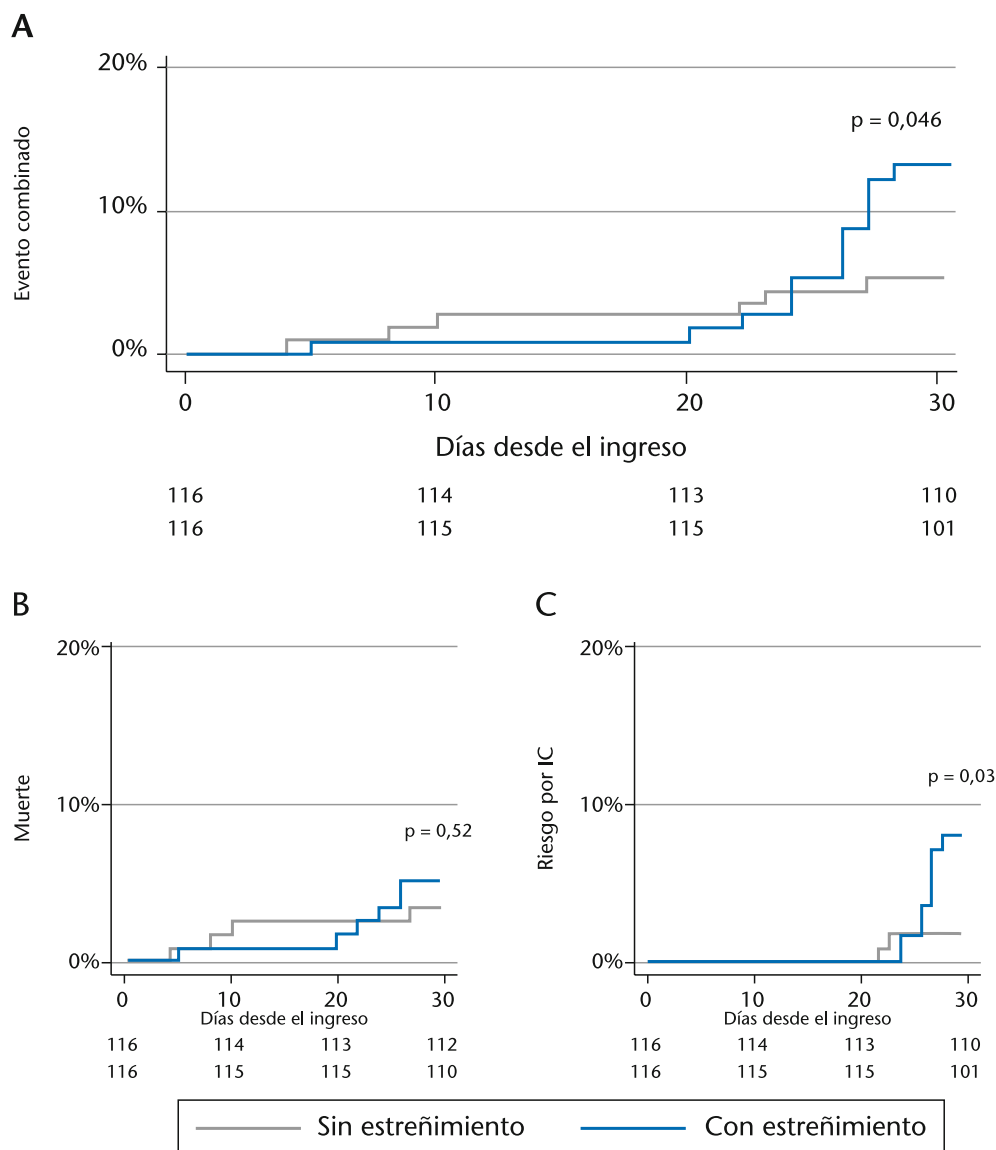 A
20%
p = 0,046
Evento combinado
10%
0%
0 10 20 30
Días desde el ingreso
116 114 113 110
116 115 115 101
B
20%
Muerte
10%
p = 0,52
0%
0 10 20 30
Días desde el ingreso
116 114 113 112
116 115 115 110
C
20%
Riesgo por IC
p = 0,03
10%
0%
0 10 20 30
Días desde el ingreso
116 114 113 110
116 115 115 101
Sin estreñimiento Con estreñimiento